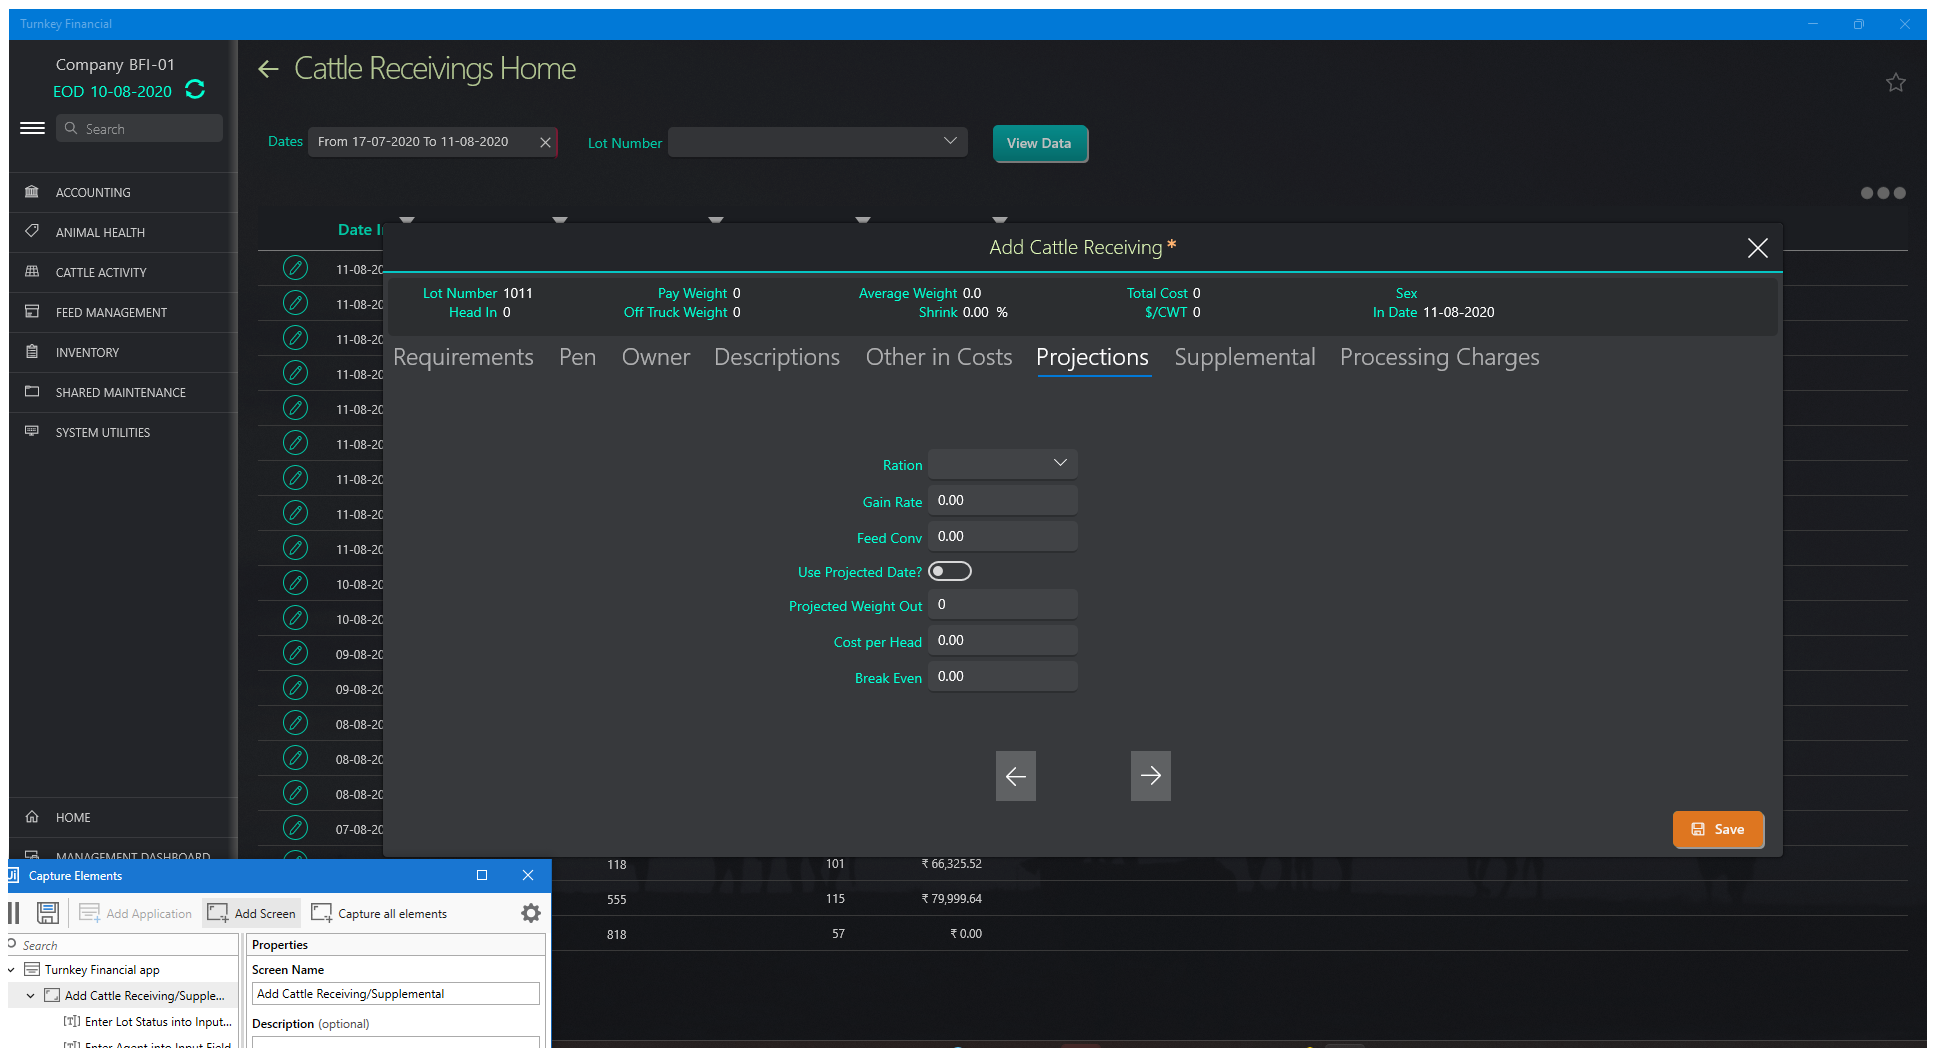 Turnkey Financial
Company BFI-01
EOD 10-08-2020
Search
ACCOUNTING
ANIMAL HEALTH
CATTLE ACTIVITY
FEED MANAGEMENT
INVENTORY
SHARED MAINTENANCE
SYSTEM UTILITIES
HOME
MANAGEMENT DASHBOARD
Cattle Receivings Home
Dates From 17-07-2020 To 11-08-2020
Lot Number
View Data
Date I
11-08-20
11-08-20
11-08-20
11-08-20
11-08-20
11-08-20
11-08-20
11-08-20
11-08-20
10-08-20
10-08-20
09-08-20
09-08-20
08-08-20
08-08-20
08-08-20
07-08-20
Add Cattle Receiving *
Lot Number 1011 Pay Weight 0 Average Weight 0.0 Total Cost 0 Sex
Head In 0 Off Truck Weight 0 Shrink 0.00 % $/CWT 0 In Date 11-08-2020
Requirements Pen Owner Descriptions Other in Costs Projections Supplemental Processing Charges
Ration
Gain Rate 0.00
Feed Conv 0.00
Use Projected Date?
Projected Weight Out 0
Cost per Head 0.00
Break Even 0.00
Save
118 101 ₹ 66,325.52
555 115 ₹ 79,999.64
818 57 ₹ 0.00
Ui Capture Elements
Add Application Add Screen Capture all elements
Search
Turnkey Financial app
Add Cattle Receiving/Supple...
Enter Lot Status into Input...
Enter Agent into Input Field
Properties
Screen Name
Add Cattle Receiving/Supplemental
Description (optional)